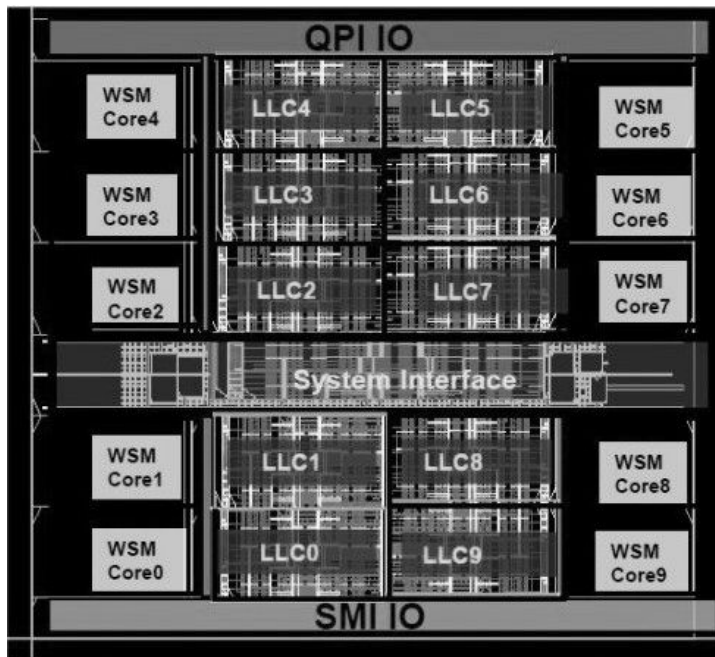 QPI IO
WSM
Core4
LLC4
LLC5
WSM
Core5
WSM
Core3
LLC3
LLC6
WSM
Core6
WSM
Core2
LLC2
LLC7
WSM
Core7
System Interface
WSM
Core1
LLC1
LLC8
WSM
Core8
WSM
Core0
LLC0
LLC9
WSM
Core9
SMI IO